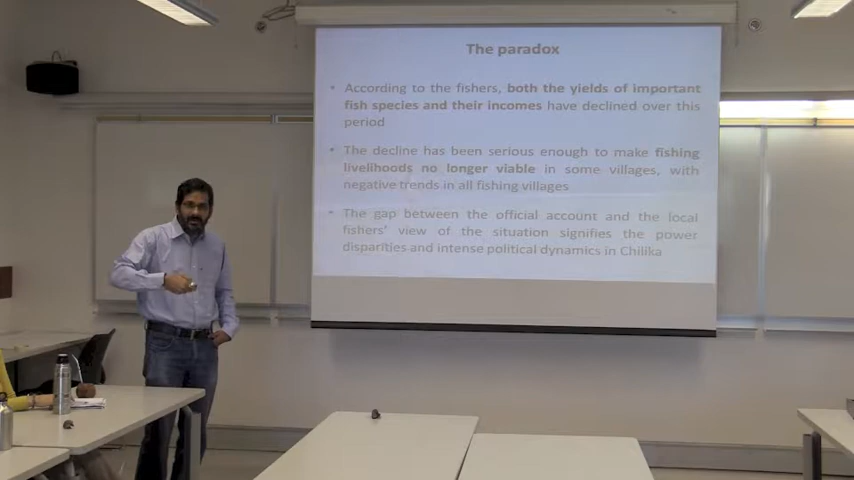 The paradox
• According to the fishers, both the yields of important
fish species and their incomes have declined over this
period
• The decline has been serious enough to make fishing
livelihoods no longer viable in some villages, with
negative trends in all fishing villages
• The gap between the official account and the local
fishers' view of the situation signifies the power
disparities and intense political dynamics in Chilika